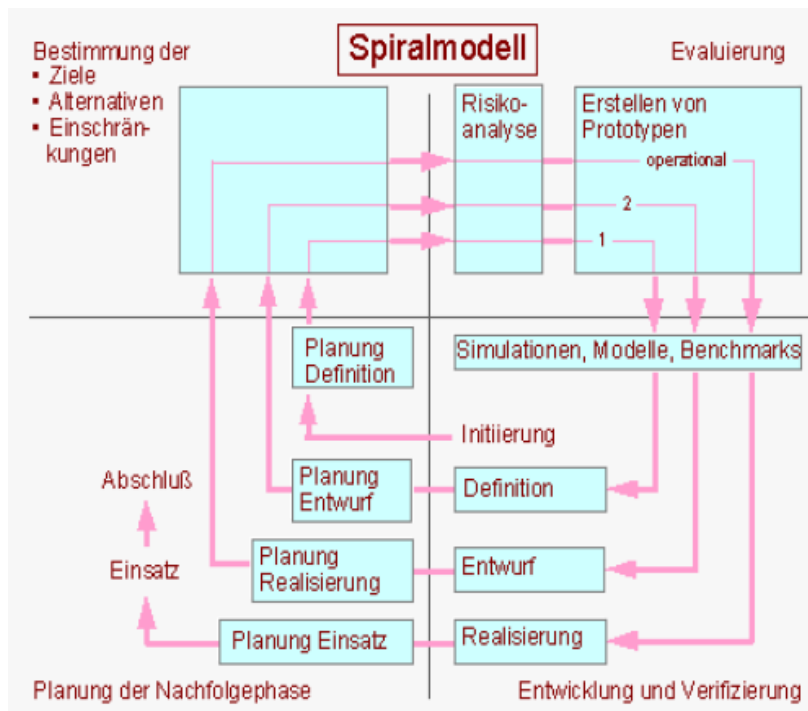 Spiralmodell
Bestimmung der
▪ Ziele
▪ Alternativen
▪ Einschrän-
kungen
Evaluierung
Risiko-
analyse
Erstellen von
Prototypen
operational
2
1
Simulationen, Modelle, Benchmarks
Planung
Definition
Initiierung
Planung
Entwurf
Definition
Abschluß
Planung
Realisierung
Entwurf
Einsatz
Planung Einsatz
Realisierung
Planung der Nachfolgephase
Entwicklung und Verifizierung